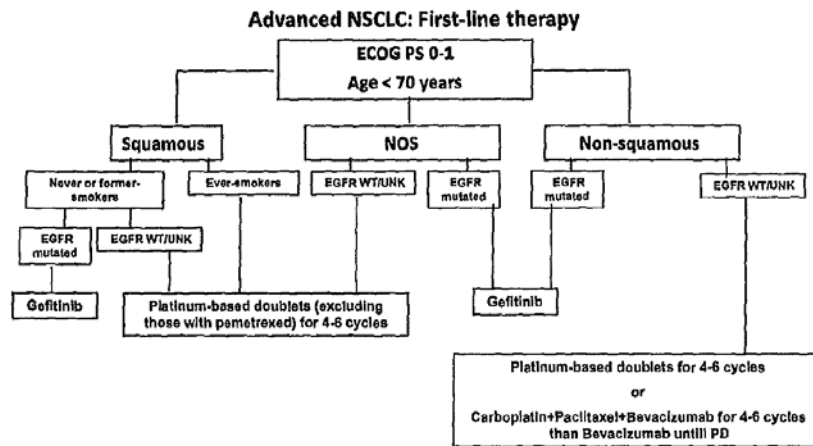 Advanced NSCLC: First-line therapy
ECOG PS 0-1
Age < 70 years
Squamous
NOS
Non-squamous
Never or former-
smokers
Ever-smokers
EGFR WT/UNK
EGFR
mutated
EGFR
mutated
EGFR WT/UNK
EGFR
mutated
EGFR WT/UNK
Gefitinib
Platinum-based doublets (excluding
those with pemetrexed) for 4-6 cycles
Gefitinib
Platinum-based doublets for 4-6 cycles
or
Carboplatin+Paclitaxel+Bevacizumab for 4-6 cycles
than Bevacizumab untill PD